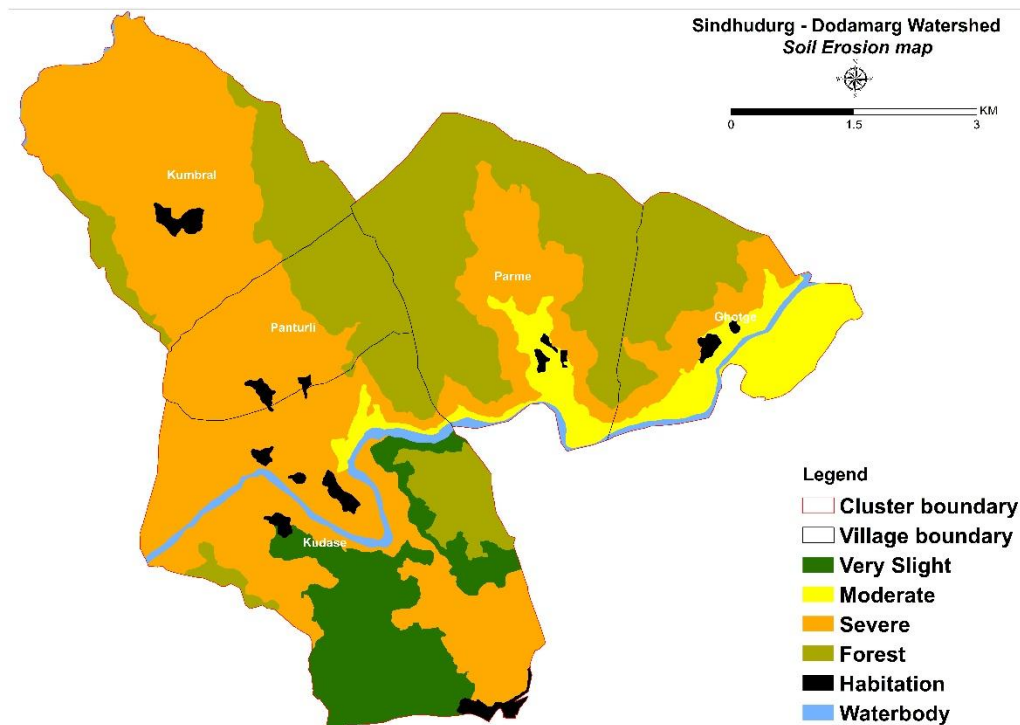 Sindhudurg - Dodamarg Watershed
Soil Erosion map
N
W
E
S
KM
0 1.5 3
Kumbral
Parme
Panturli
Ghotge
Kudase
Legend
Cluster boundary
Village boundary
Very Slight
Moderate
Severe
Forest
Habitation
Waterbody